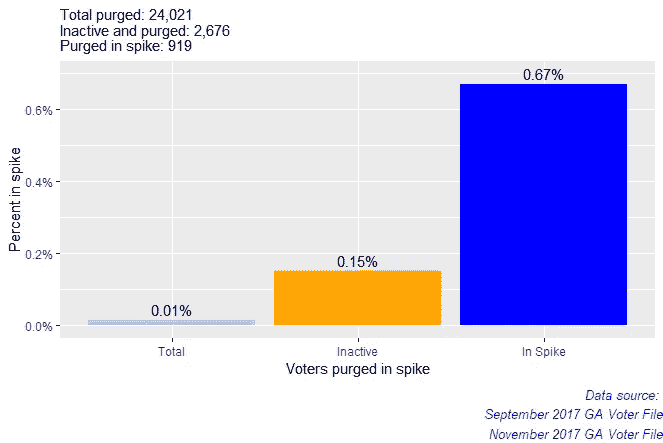 Total purged: 24,021
Inactive and purged: 2,676
Purged in spike: 919
0.67%
0.6%
Percent in spike
0.4%
0.2%
0.15%
0.01%
0.0%
Total Inactive In Spike
Voters purged in spike
Data source:
September 2017 GA Voter File
November 2017 GA Voter File